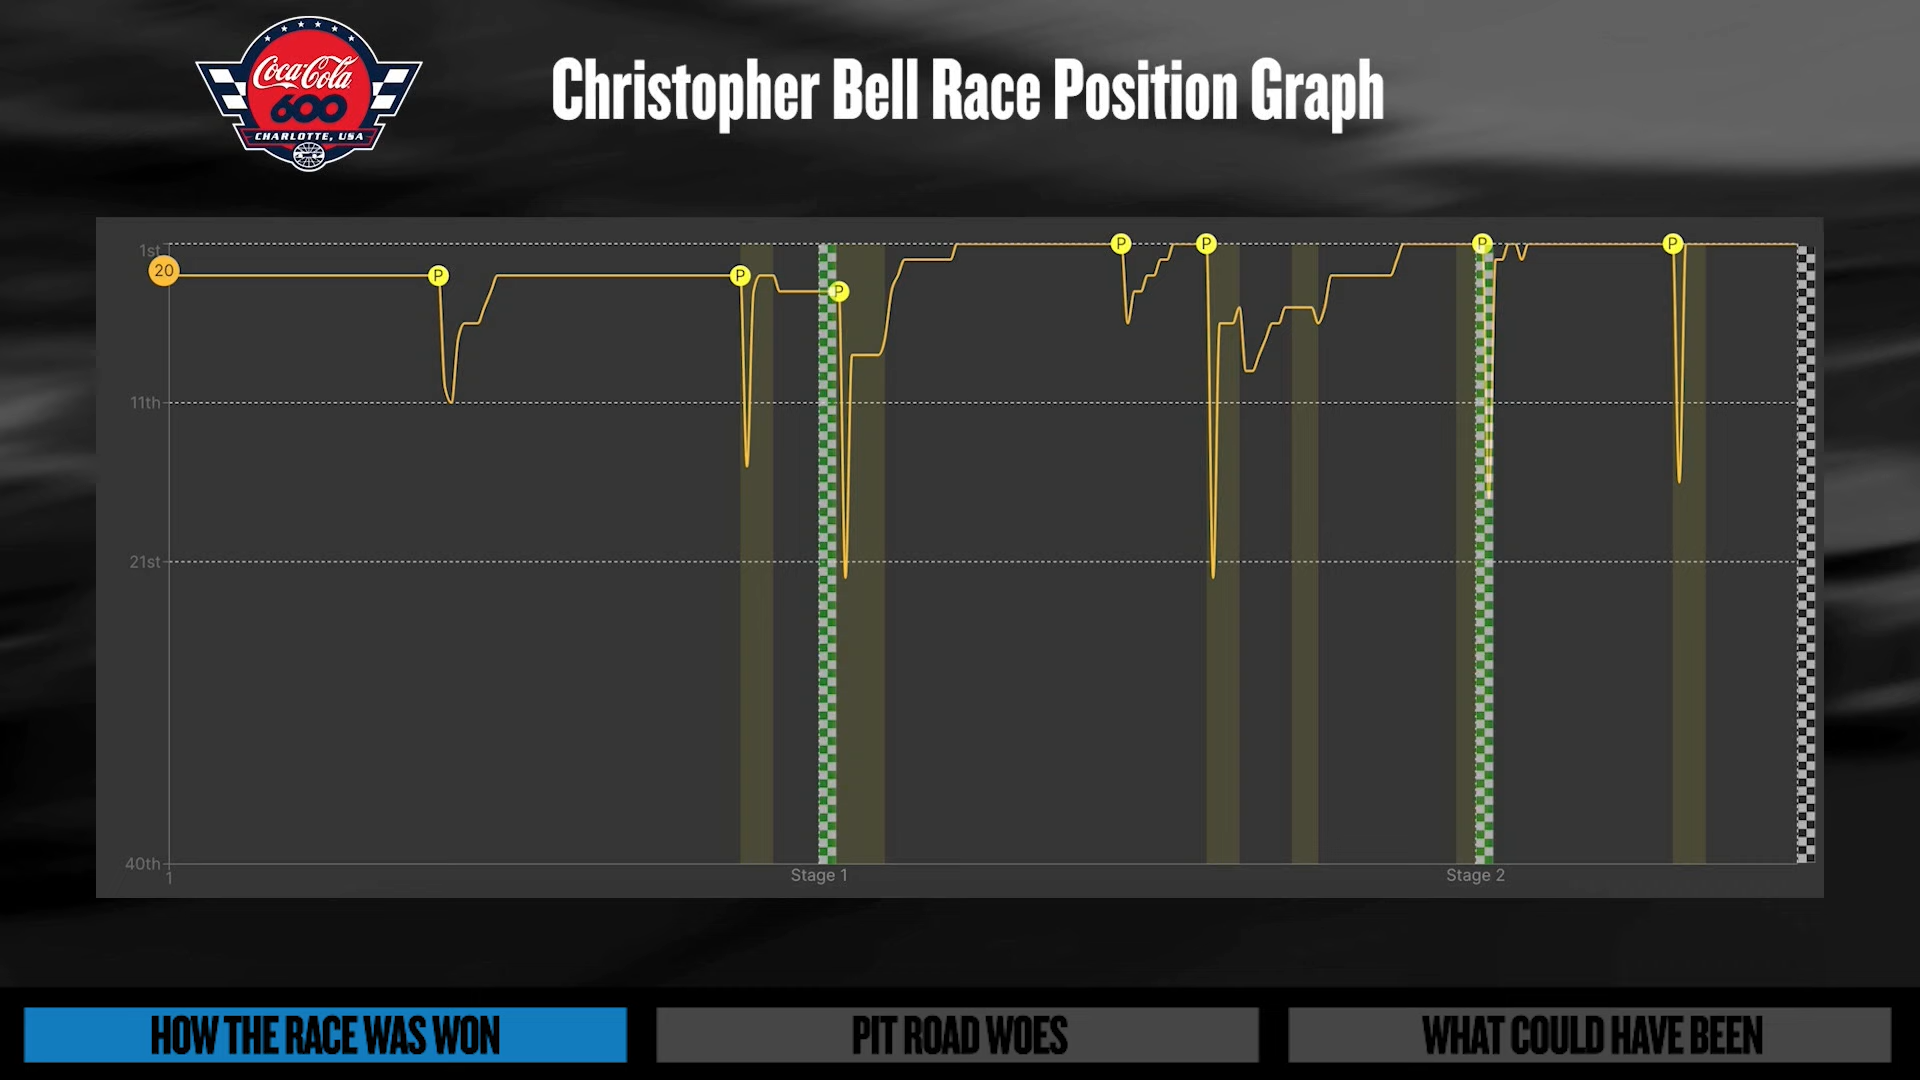 Coca-Cola
600
CHARLOTTE, USA
Christopher Bell Race Position Graph
1st
20
P
P
P
P
P
P
P
11th
21st
40th
1
Stage 1
Stage 2
HOW THE RACE WAS WON
PIT ROAD WOES
WHAT COULD HAVE BEEN